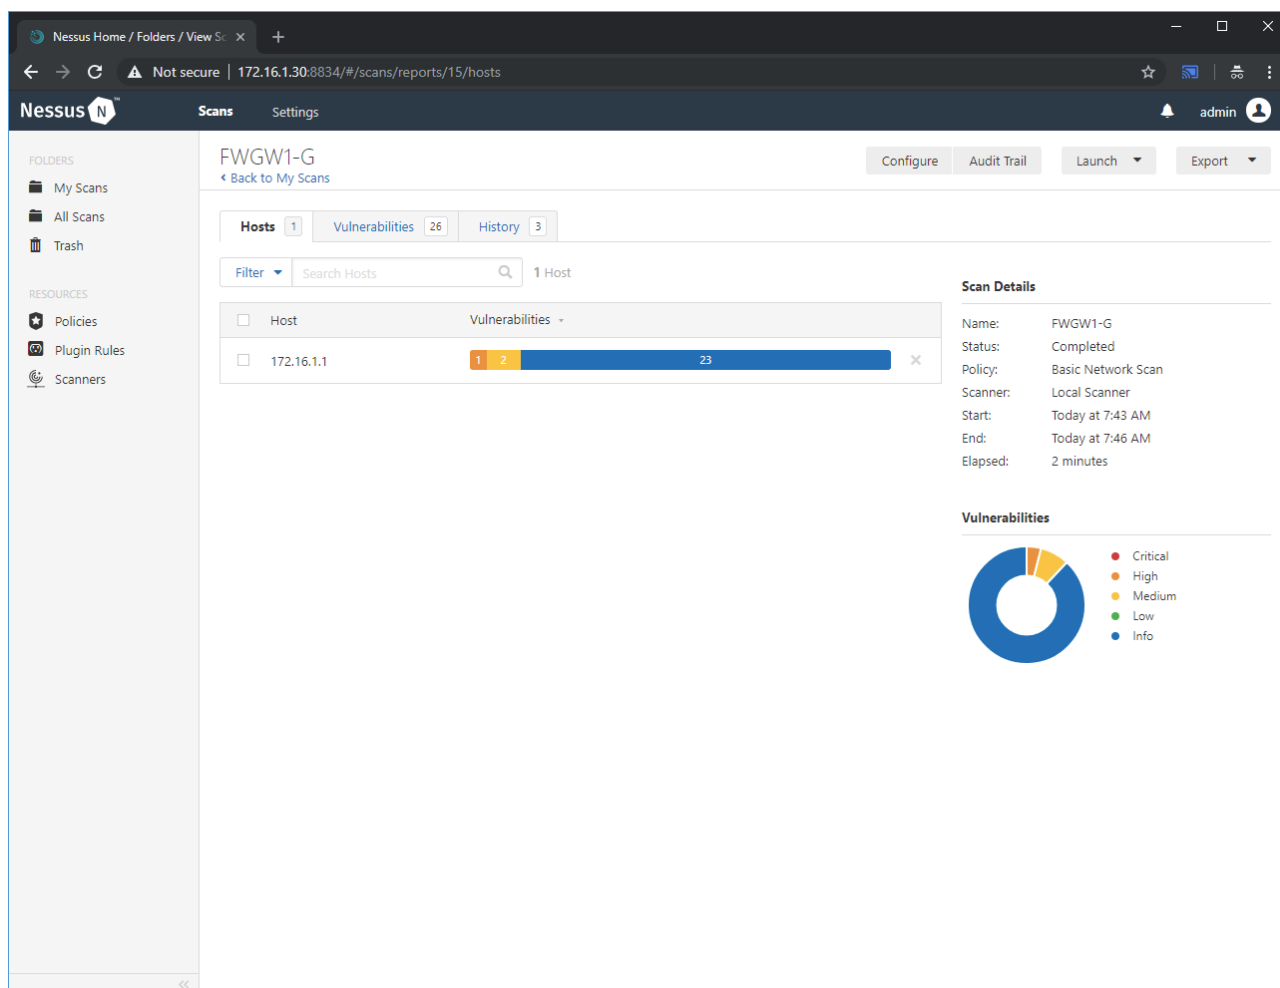 Nessus Home / Folders / View Sc
Not secure | 172.16.1.30:8834/#/scans/reports/15/hosts
Nessus N ™ Scans Settings admin
FOLDERS
My Scans
All Scans
Trash
RESOURCES
Policies
Plugin Rules
Scanners
FWGW1-G
Back to My Scans
Configure Audit Trail Launch Export
Hosts 1 Vulnerabilities 26 History 3
Filter Search Hosts 1 Host
Host Vulnerabilities
172.16.1.1 1 2 23
Scan Details
Name: FWGW1-G
Status: Completed
Policy: Basic Network Scan
Scanner: Local Scanner
Start: Today at 7:43 AM
End: Today at 7:46 AM
Elapsed: 2 minutes
Vulnerabilities
Critical
High
Medium
Low
Info